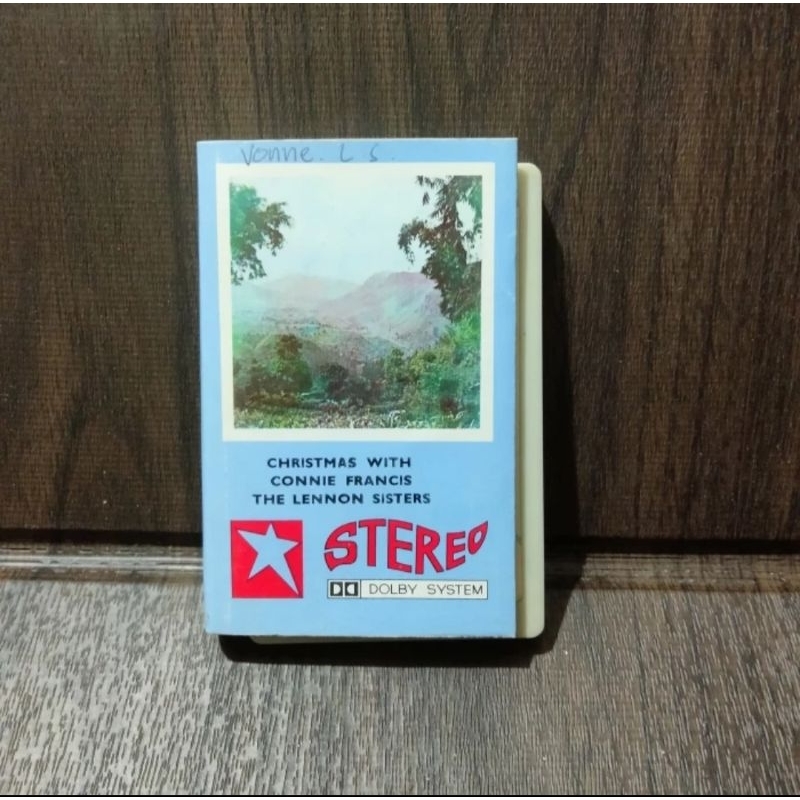 Vonne. L S.
CHRISTMAS WITH
CONNIE FRANCIS
THE LENNON SISTERS
STEREO
DOLBY SYSTEM